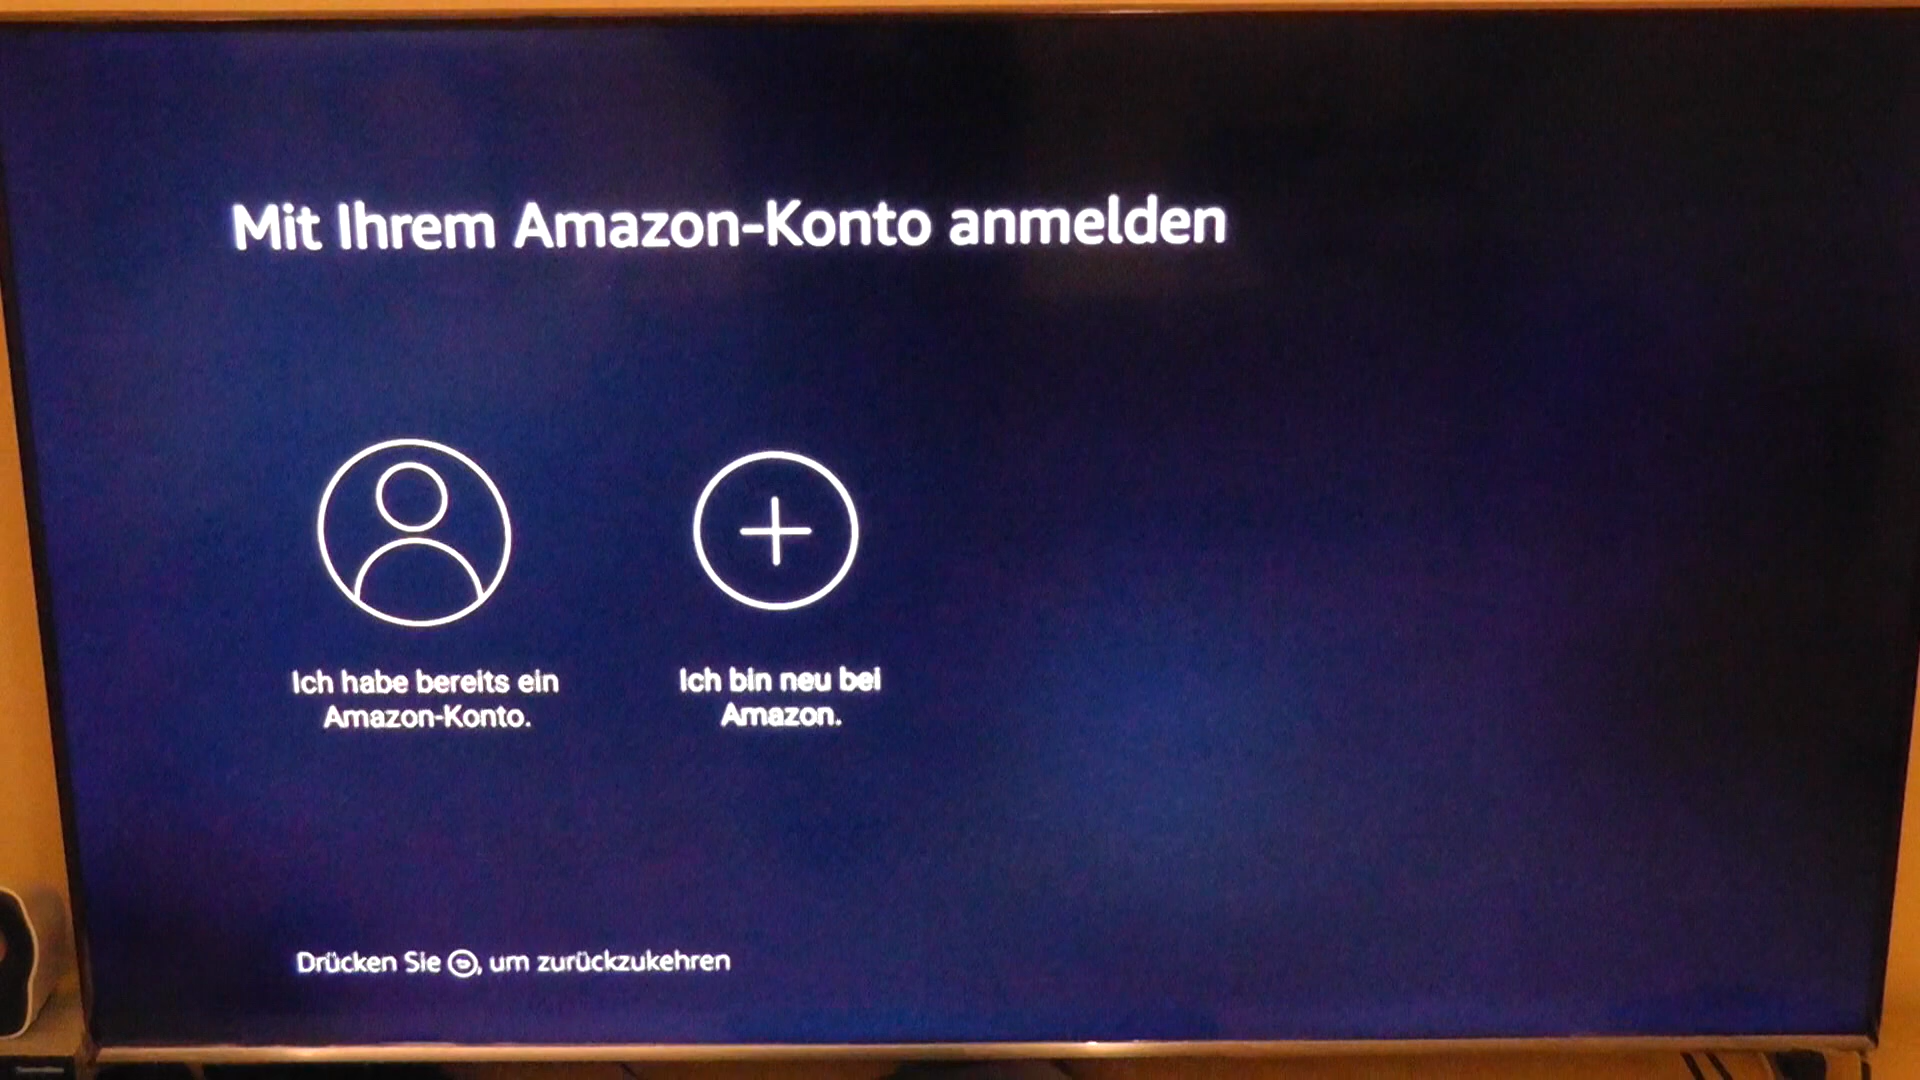 Mit Ihrem Amazon-Konto anmelden
Ich habe bereits ein
Amazon-Konto.
Ich bin neu bei
Amazon.
Drücken Sie , um zurückzukehren